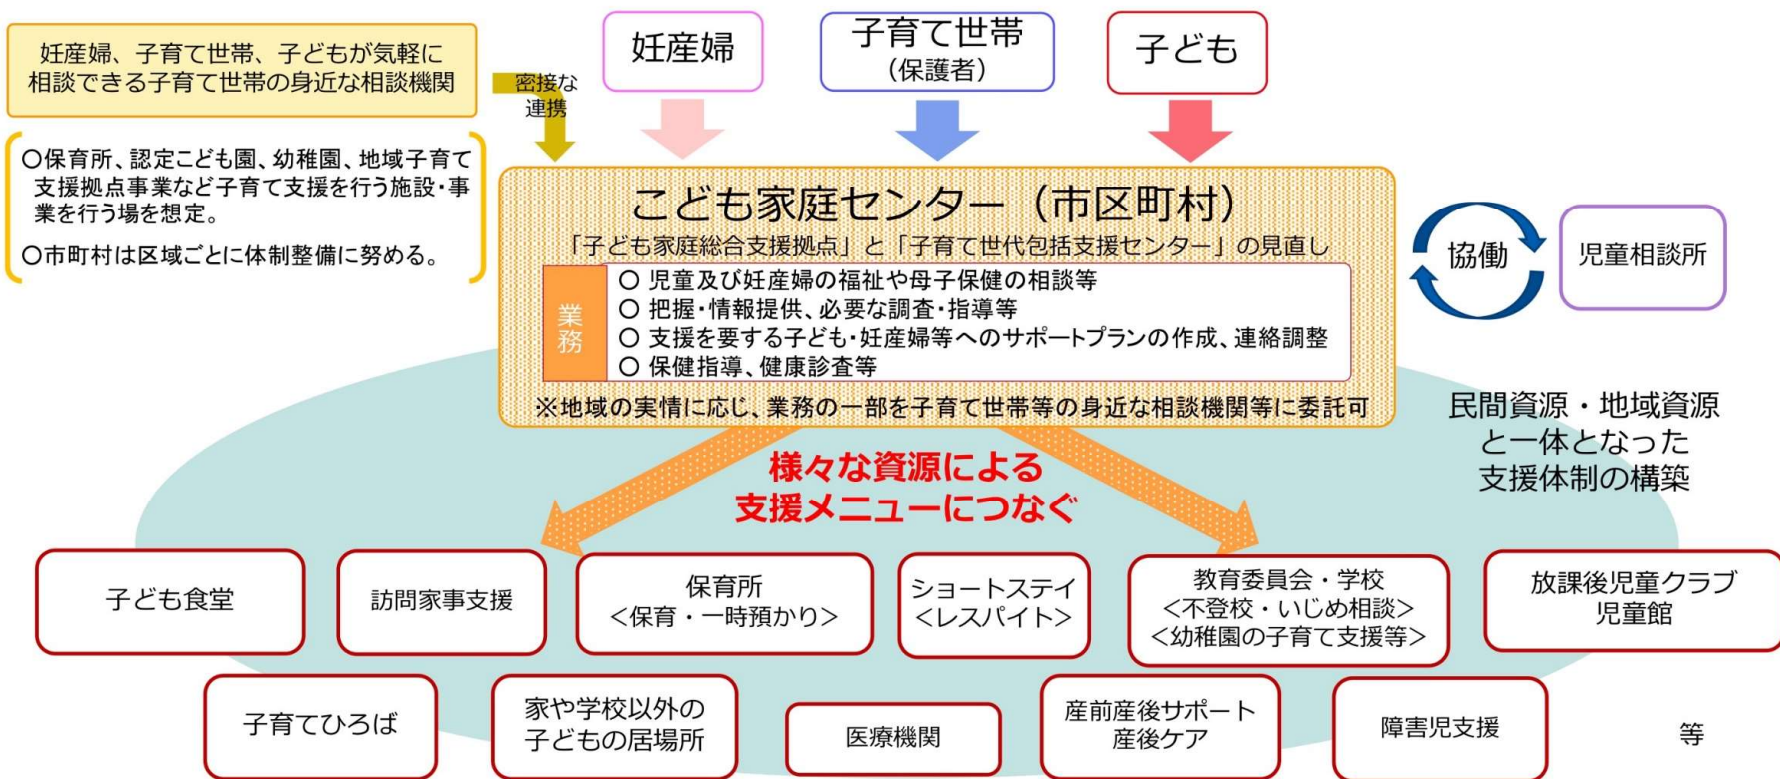 妊産婦、子育て世帯、子どもが気軽に
相談できる子育て世帯の身近な相談機関
密接な
連携
妊産婦
子育て世帯
（保護者）
子ども
○保育所、認定こども園、幼稚園、地域子育て
支援拠点事業など子育て支援を行う施設・事
業を行う場を想定。
○市町村は区域ごとに体制整備に努める。
こども家庭センター（市区町村）
「子ども家庭総合支援拠点」と「子育て世代包括支援センター」の見直し
業務
○ 児童及び妊産婦の福祉や母子保健の相談等
○ 把握・情報提供、必要な調査・指導等
○ 支援を要する子ども・妊産婦等へのサポートプランの作成、連絡調整
○ 保健指導、健康診査等
※地域の実情に応じ、業務の一部を子育て世帯等の身近な相談機関等に委託可
協働
児童相談所
民間資源・地域資源
と一体となった
支援体制の構築
様々な資源による
支援メニューにつなぐ
子ども食堂
訪問家事支援
保育所
＜保育・一時預かり＞
ショートステイ
＜レスパイト＞
教育委員会・学校
＜不登校・いじめ相談＞
＜幼稚園の子育て支援等＞
放課後児童クラブ
児童館
子育てひろば
家や学校以外の
子どもの居場所
医療機関
産前産後サポート
産後ケア
障害児支援
等